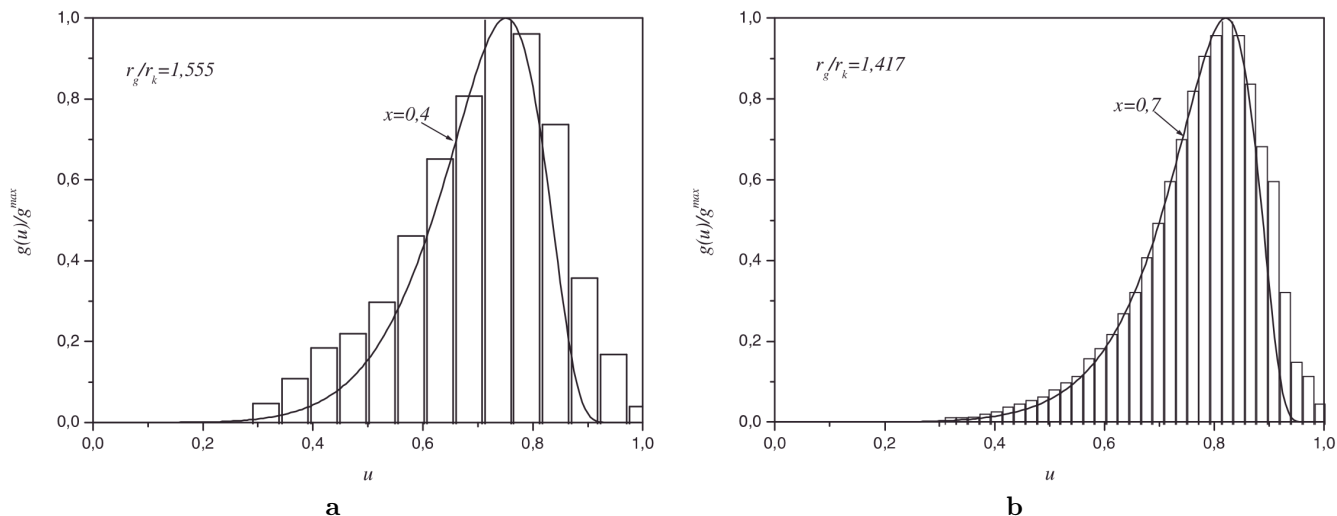 1,0
r_g/r_k=1,555
0,8
x=0,4
0,6
g(u)/g^max
0,4
0,2
0,0
0,0 0,2 0,4 0,6 0,8 1,0
u
a
1,0
r_g/r_k=1,417
0,8
x=0,7
0,6
g(u)/g^max
0,4
0,2
0,0
0,0 0,2 0,4 0,6 0,8 1,0
u
b